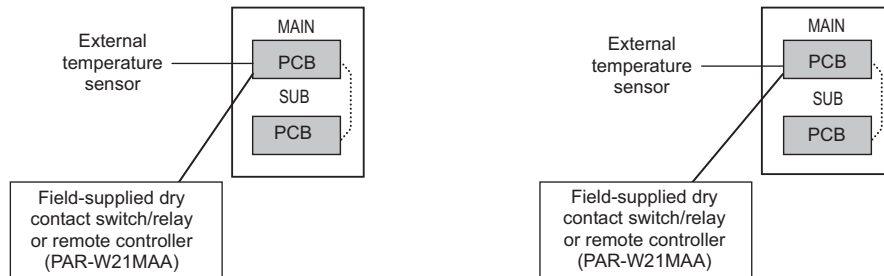 MAIN
External
temperature
sensor
PCB
SUB
PCB
Field-supplied dry
contact switch/relay
or remote controller
(PAR-W21MAA)
MAIN
External
temperature
sensor
PCB
SUB
PCB
Field-supplied dry
contact switch/relay
or remote controller
(PAR-W21MAA)